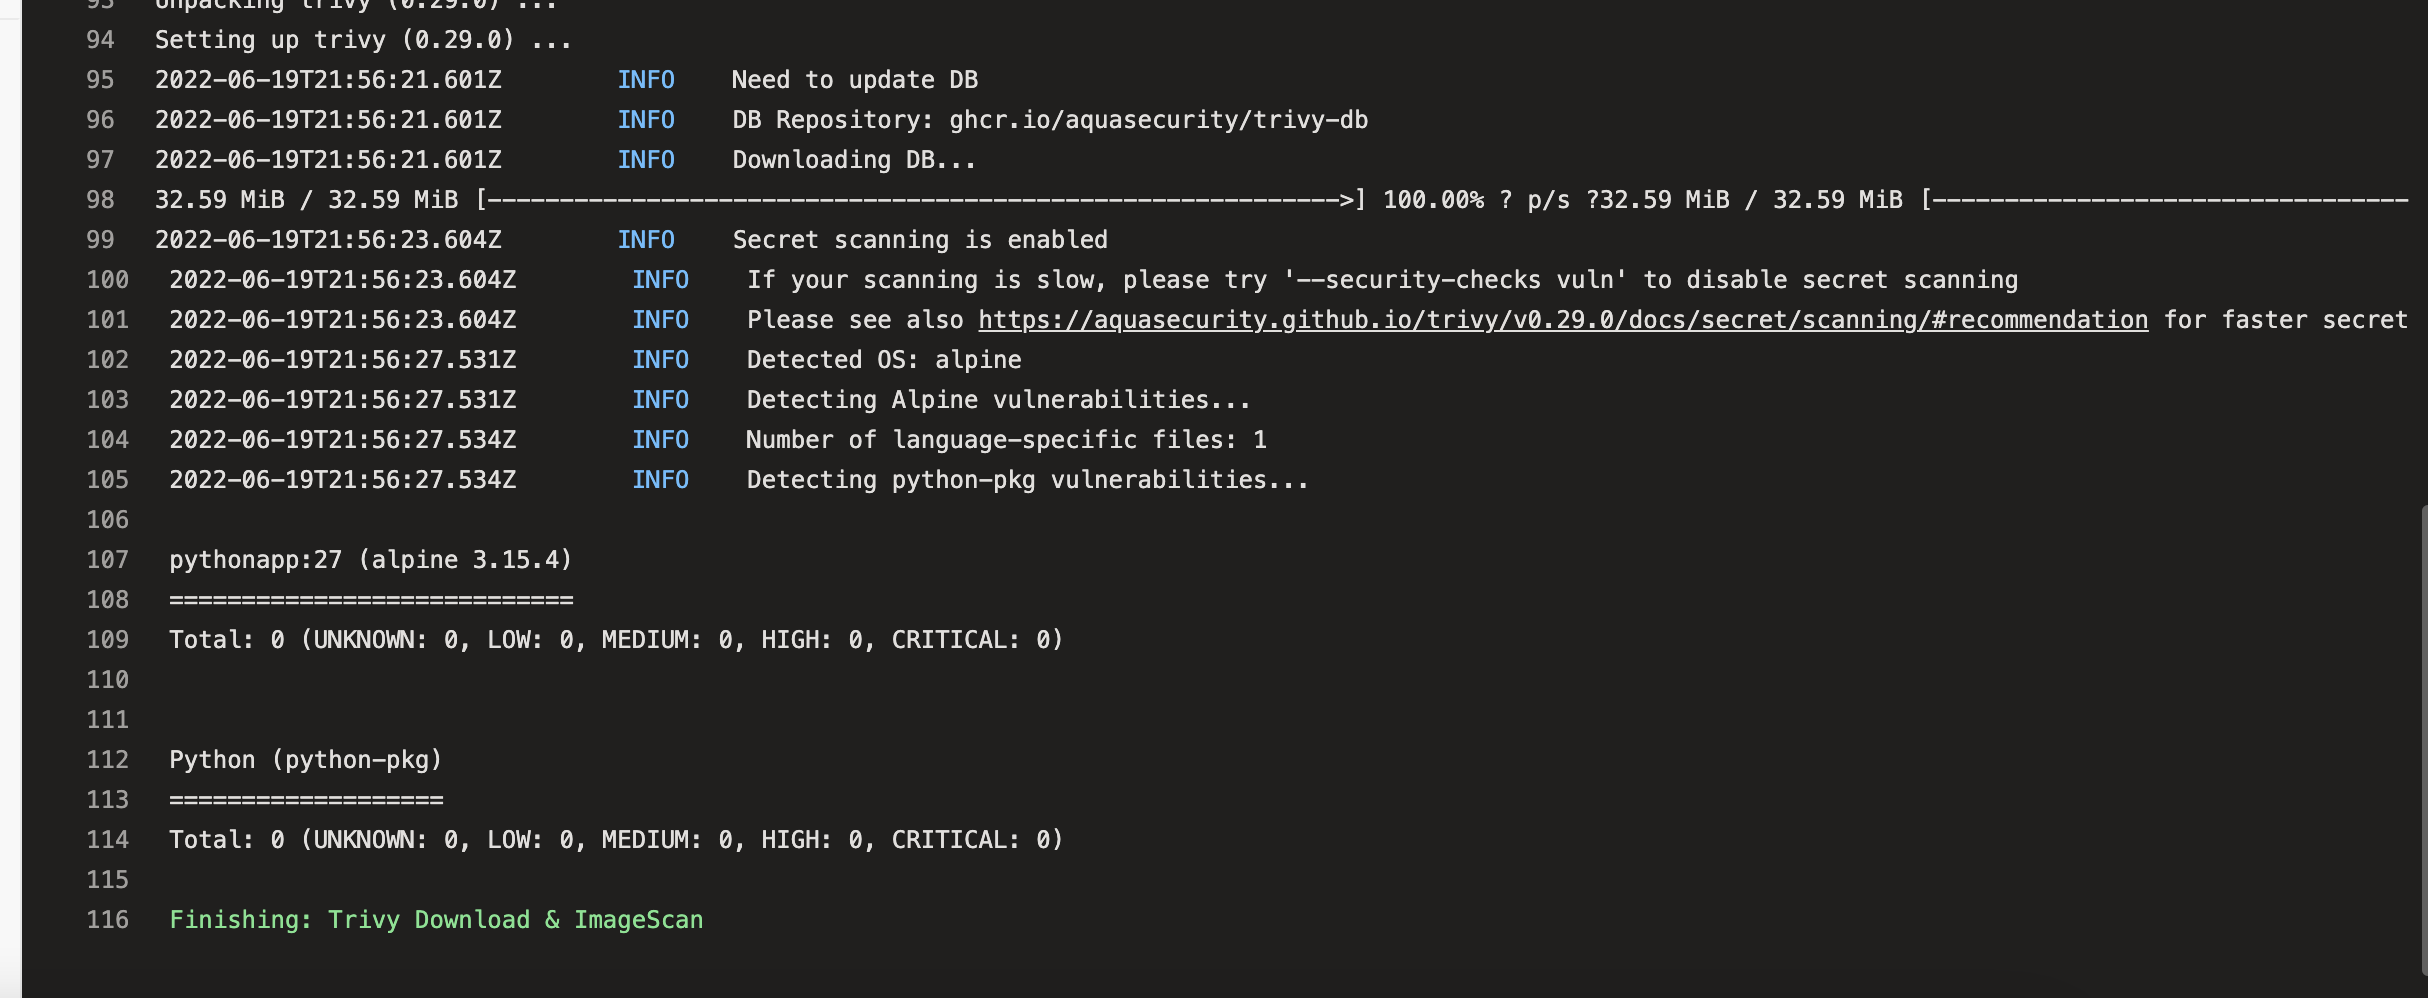 93 Unpacking trivy (0.29.0) ...
94 Setting up trivy (0.29.0) ...
95 2022-06-19T21:56:21.601Z INFO Need to update DB
96 2022-06-19T21:56:21.601Z INFO DB Repository: ghcr.io/aquasecurity/trivy-db
97 2022-06-19T21:56:21.601Z INFO Downloading DB...
98 32.59 MiB / 32.59 MiB [----------------------------------------------------------->] 100.00% ? p/s ?32.59 MiB / 32.59 MiB [---------------------------------
99 2022-06-19T21:56:23.604Z INFO Secret scanning is enabled
100 2022-06-19T21:56:23.604Z INFO If your scanning is slow, please try '--security-checks vuln' to disable secret scanning
101 2022-06-19T21:56:23.604Z INFO Please see also https://aquasecurity.github.io/trivy/v0.29.0/docs/secret/scanning/#recommendation for faster secret
102 2022-06-19T21:56:27.531Z INFO Detected OS: alpine
103 2022-06-19T21:56:27.531Z INFO Detecting Alpine vulnerabilities...
104 2022-06-19T21:56:27.534Z INFO Number of language-specific files: 1
105 2022-06-19T21:56:27.534Z INFO Detecting python-pkg vulnerabilities...
106
107 pythonapp:27 (alpine 3.15.4)
108 ============================
109 Total: 0 (UNKNOWN: 0, LOW: 0, MEDIUM: 0, HIGH: 0, CRITICAL: 0)
110
111
112 Python (python-pkg)
113 ===================
114 Total: 0 (UNKNOWN: 0, LOW: 0, MEDIUM: 0, HIGH: 0, CRITICAL: 0)
115
116 Finishing: Trivy Download & ImageScan